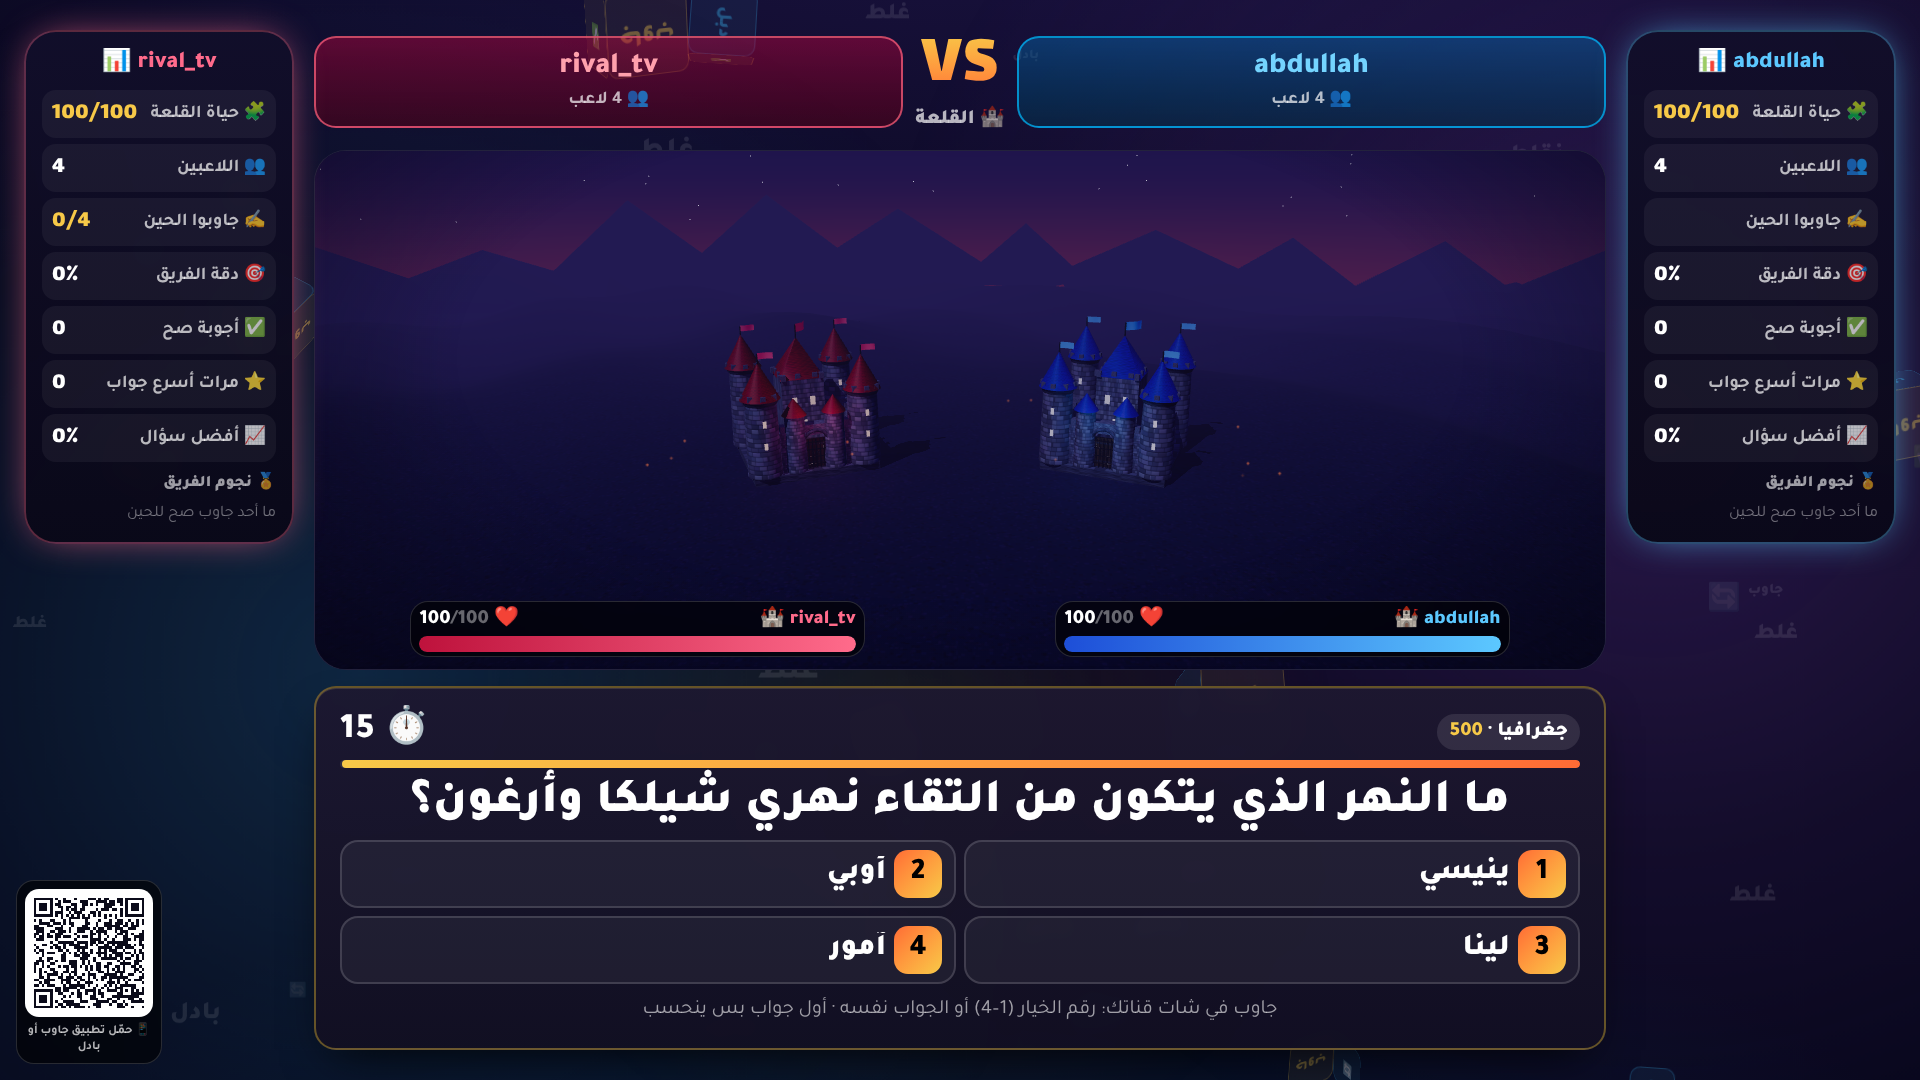 abdullah
حياة القلعة 100/100
اللاعبين 4
جاوبوا الحين
دقة الفريق 0%
أجوبة صح 0
مرات أسرع جواب 0
أفضل سؤال 0%
نجوم الفريق
ما أحد جاوب صح للحين
abdullah
4 لاعب
VS
القلعة
rival_tv
4 لاعب
rival_tv
حياة القلعة 100/100
اللاعبين 4
جاوبوا الحين 0/4
دقة الفريق 0%
أجوبة صح 0
مرات أسرع جواب 0
أفضل سؤال 0%
نجوم الفريق
ما أحد جاوب صح للحين
abdullah 100/100
rival_tv 100/100
جغرافيا · 500
15
ما النهر الذي يتكون من التقاء نهري شيلكا وأرغون؟
1 ينيسي
2 أوبي
3 لينا
4 آمور
جاوب في شات قناتك: رقم الخيار (1-4) أو الجواب نفسه · أول جواب بس ينحسب
حمّل تطبيق جاوب أو
بادل
غلط
غلط
جاوب
غلط
غلط
غلط
بادل